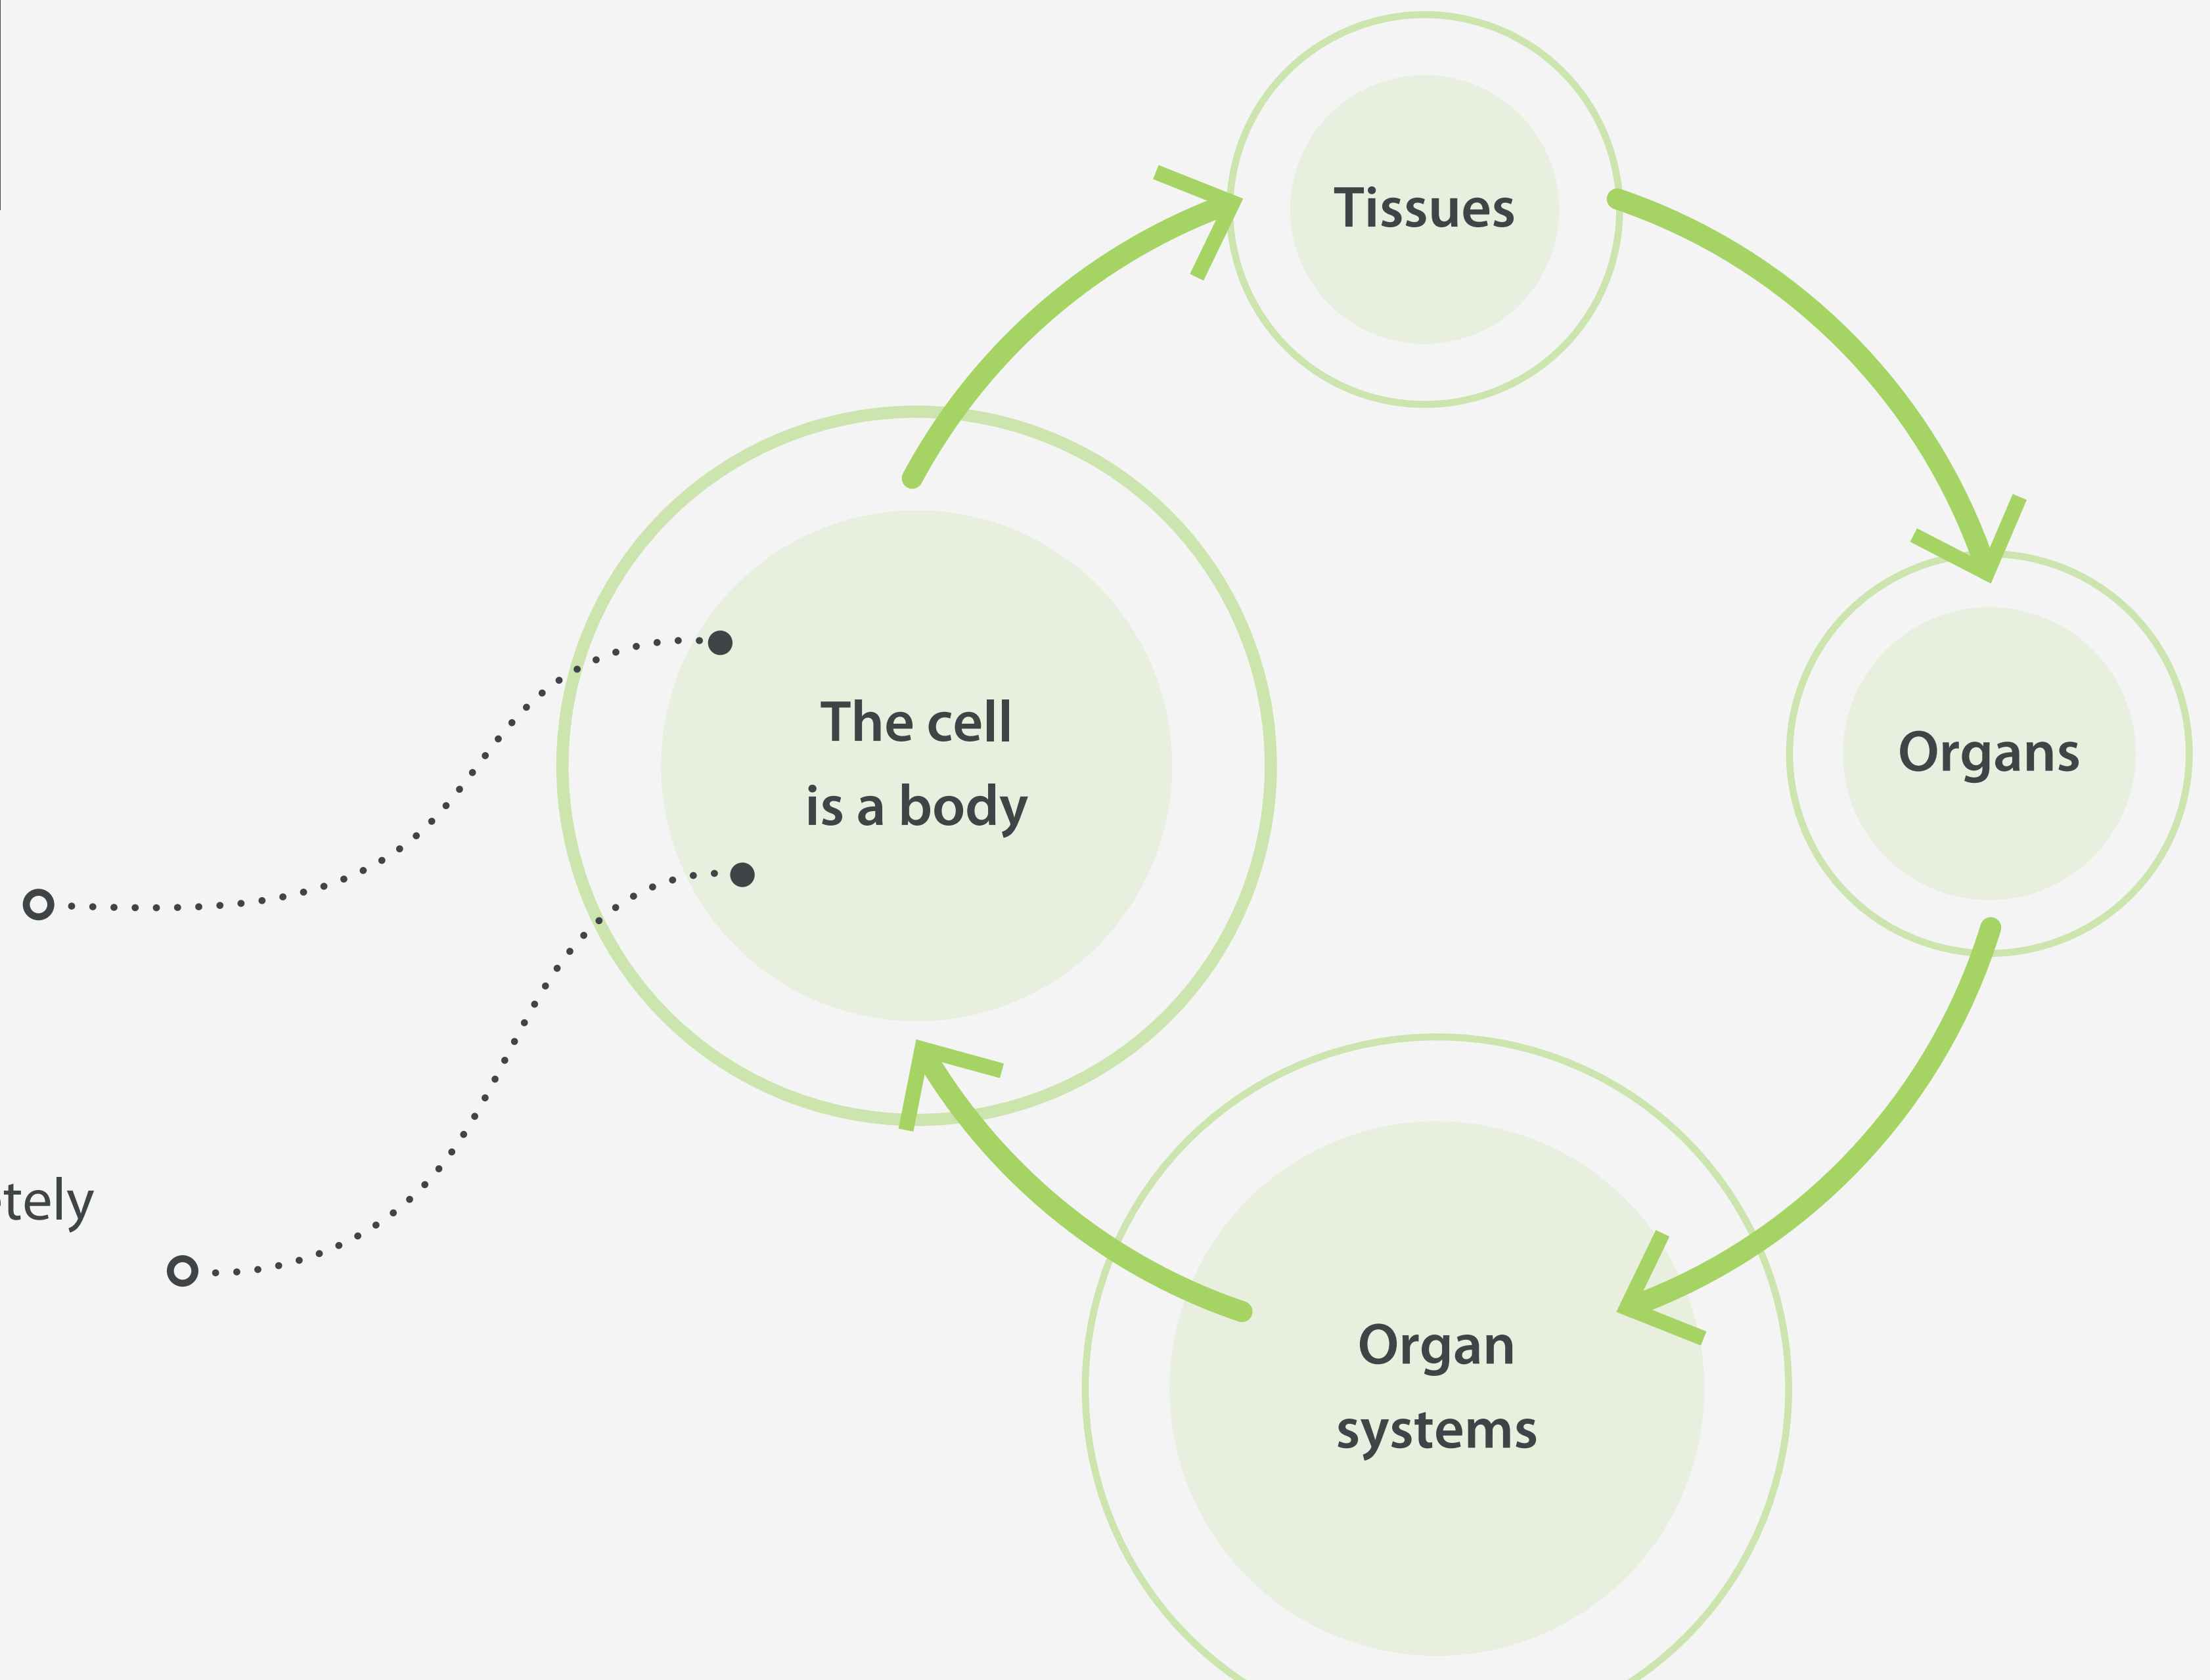 Tissues
The cell
is a body
Organs
tely
Organ
systems